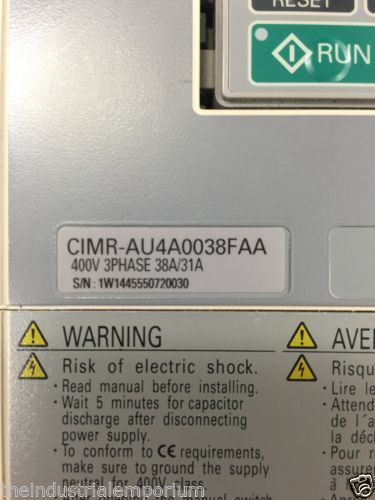 RESET
RUN
CIMR-AU4A0038FAA
400V 3PHASE 38A/31A
S/N : 1W1445550720030
WARNING
Risk of electric shock.
• Read manual before installing.
• Wait 5 minutes for capacitor
discharge after disconnecting
power supply.
• To conform to CE requirements,
make sure to ground the supply
neutral for 400V class.
AVE
Risqu
• Lire le
• Attend
de l'a
la déc
• Pour r
assure
theindustrialemporium